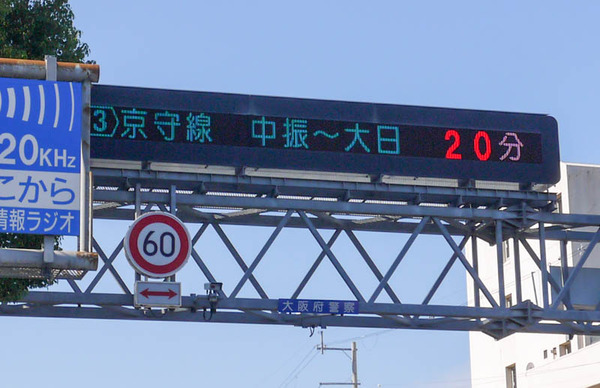 20KHz
こから
情報ラジオ
3 京守線 中振～大日 20分
60
大阪府警察